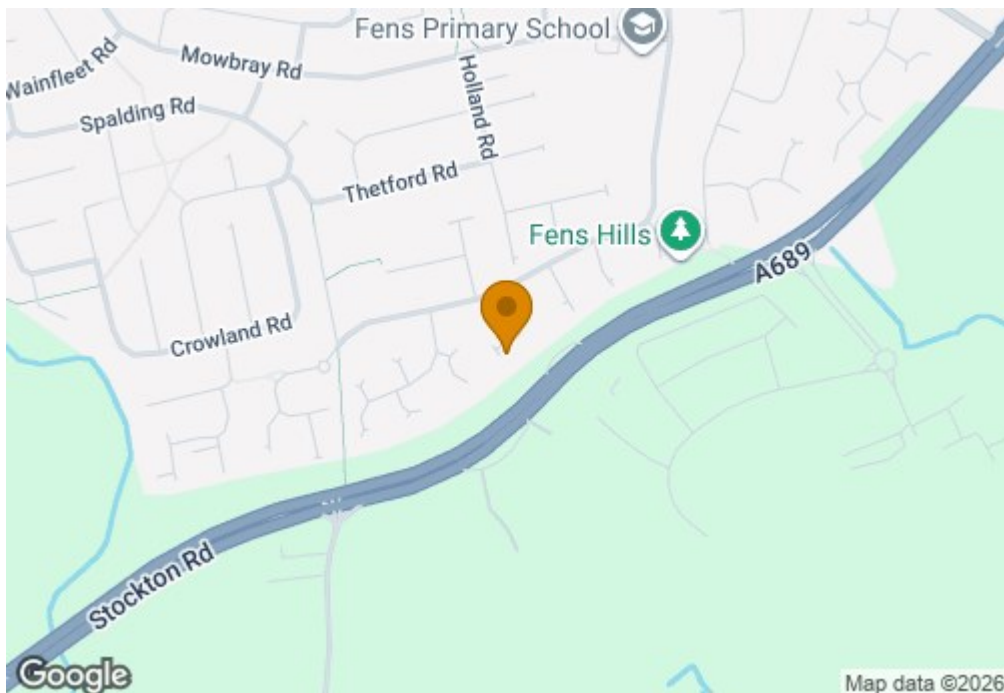 Fens Primary School
Wainfleet Rd
Mowbray Rd
Holland Rd
Spalding Rd
Thetford Rd
Fens Hills
A689
Crowland Rd
Stockton Rd
Google
Map data ©2026